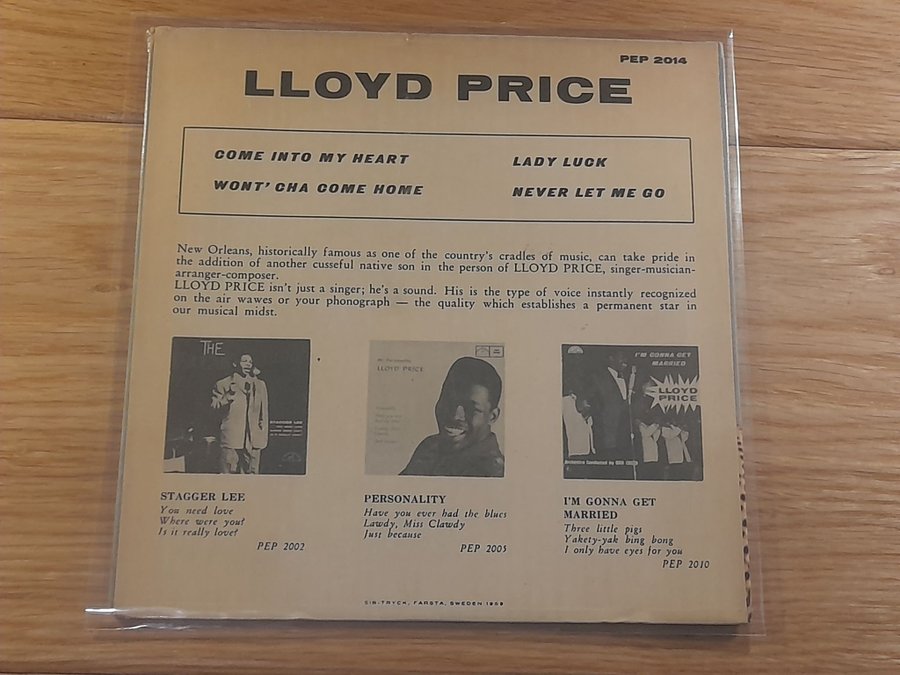 PEP 2014
LLOYD PRICE
COME INTO MY HEART
WONT' CHA COME HOME
LADY LUCK
NEVER LET ME GO
New Orleans, historically famous as one of the country's cradles of music, can take pride in
the addition of another cusseful native son in the person of LLOYD PRICE, singer-musician-
arranger-composer.
LLOYD PRICE isn't just a singer; he's a sound. His is the type of voice instantly recognized
on the air wawes or your phonograph — the quality which establishes a permanent star in
our musical midst.
THE
STAGGER LEE
Mr. Personality
LLOYD PRICE
I'M GONNA GET
MARRIED
LLOYD
PRICE
STAGGER LEE
You need love
Where were you?
Is it really love?
PEP 2002
PERSONALITY
Have you ever had the blues
Lawdy, Miss Clawdy
Just because
PEP 2005
I'M GONNA GET
MARRIED
Three little pigs
Yakety-yak bing bong
I only have eyes for you
PEP 2010
SIB-TRYCK, FARSTA, SWEDEN 1959